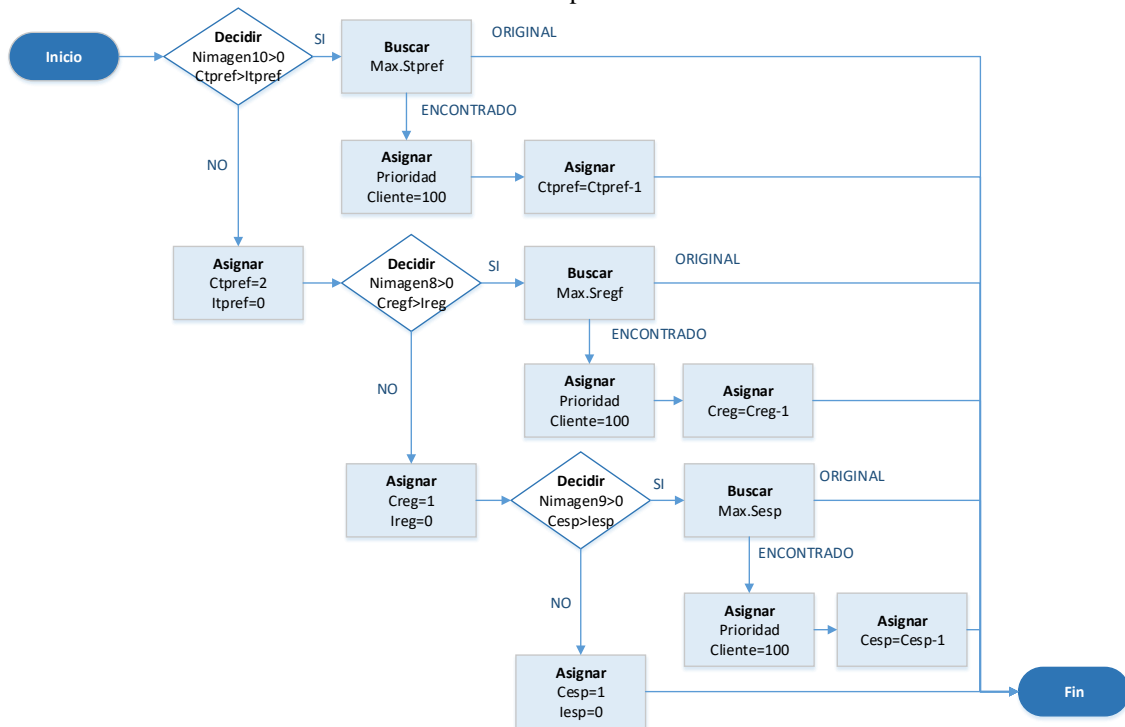 Inicio
Decidir
Nimagen10>0
Ctpref>Itpref
SI
Buscar
Max.Stpref
ORIGINAL
ENCONTRADO
NO
Asignar
Prioridad
Cliente=100
Asignar
Ctpref=Ctpref-1
Asignar
Ctpref=2
Itpref=0
Decidir
Nimagen8>0
Cregf>Ireg
SI
Buscar
Max.Sregf
ORIGINAL
ENCONTRADO
NO
Asignar
Prioridad
Cliente=100
Asignar
Creg=Creg-1
Asignar
Creg=1
Ireg=0
Decidir
Nimagen9>0
Cesp>Iesp
SI
Buscar
Max.Sesp
ORIGINAL
ENCONTRADO
NO
Asignar
Prioridad
Cliente=100
Asignar
Cesp=Cesp-1
Asignar
Cesp=1
Iesp=0
Fin